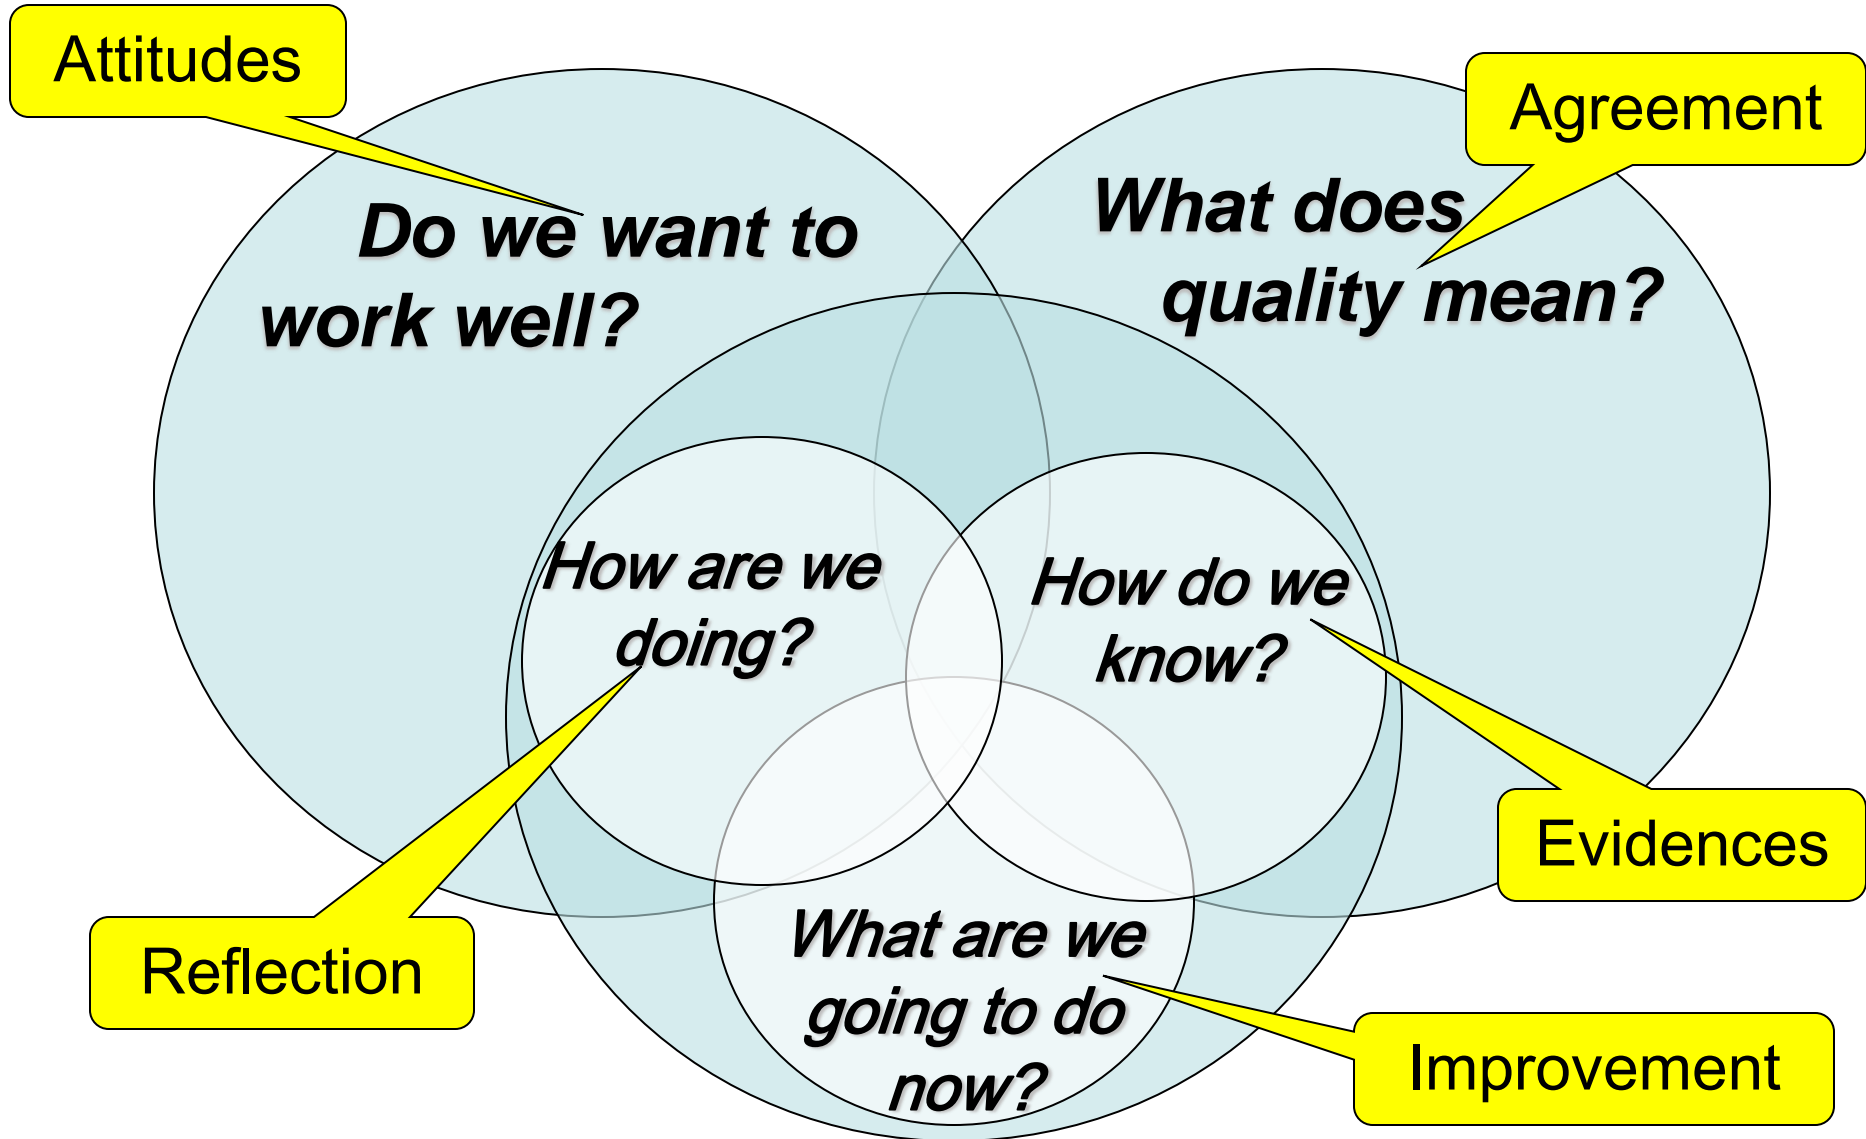 Attitudes
Agreement
Do we want to
work well?
What does
quality mean?
How are we
doing?
How do we
know?
Evidences
Reflection
What are we
going to do
now?
Improvement